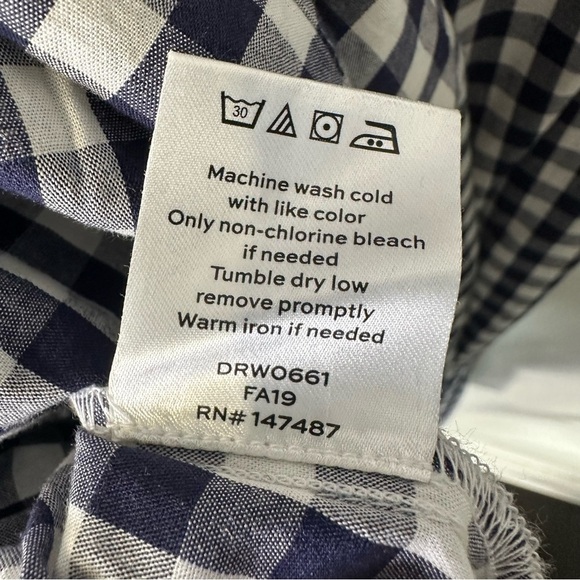 30
Machine wash cold
with like color
Only non-chlorine bleach
if needed
Tumble dry low
remove promptly
Warm iron if needed
DRW0661
FA19
RN# 147487